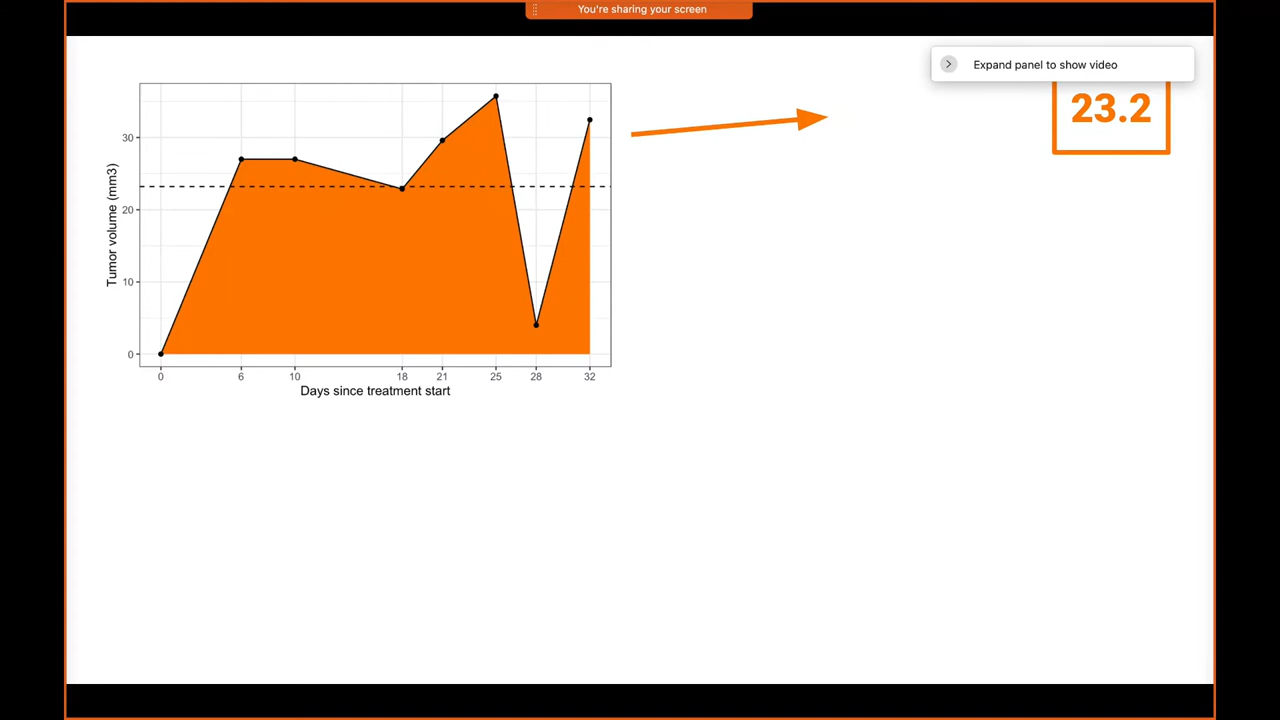 You're sharing your screen
Expand panel to show video
23.2
Tumor volume (mm3)
30
20
10
0
0 6 10 18 21 25 28 32
Days since treatment start